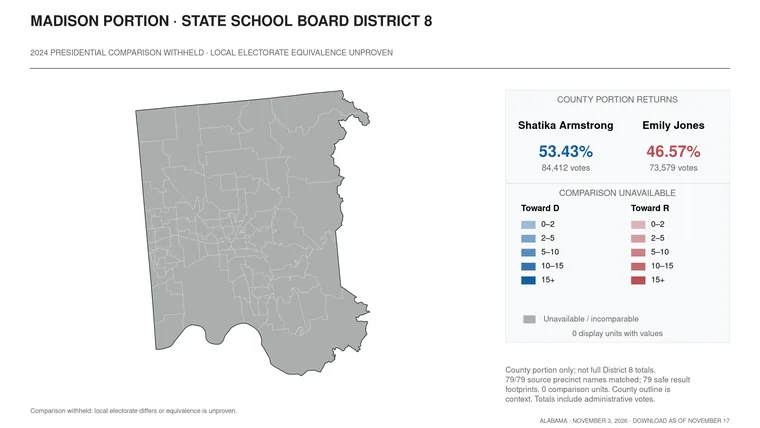 MADISON PORTION · STATE SCHOOL BOARD DISTRICT 8
2024 PRESIDENTIAL COMPARISON WITHHELD · LOCAL ELECTORATE EQUIVALENCE UNPROVEN
COUNTY PORTION RETURNS
Shatika Armstrong Emily Jones
53.43% 46.57%
84,412 votes 73,579 votes
COMPARISON UNAVAILABLE
Toward D Toward R
0–2 0–2
2–5 2–5
5–10 5–10
10–15 10–15
15+ 15+
Unavailable / incomparable
0 display units with values
County portion only; not full District 8 totals.
79/79 source precinct names matched; 79 safe result
footprints. 0 comparison units. County outline is
context. Totals include administrative votes.
Comparison withheld: local electorate differs or equivalence is unproven.
ALABAMA · NOVEMBER 3, 2026 · DOWNLOAD AS OF NOVEMBER 17